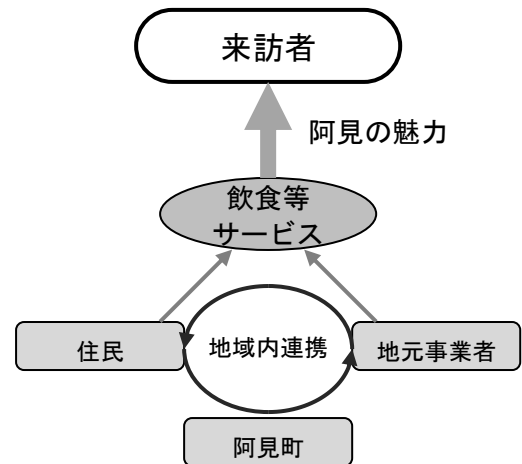 来訪者
阿見の魅力
飲食等
サービス
住民
地域内連携
地元事業者
阿見町